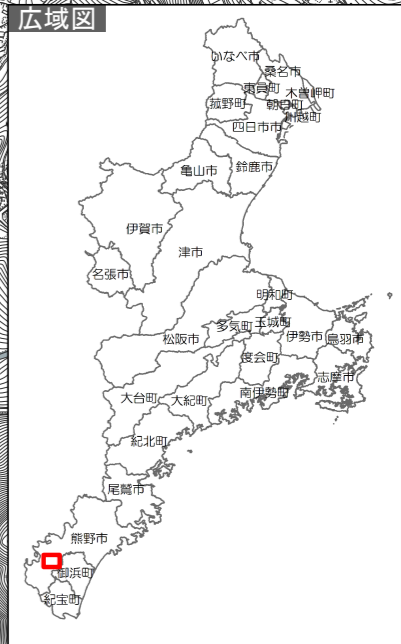 広域図
いなべ市
桑名市
東員町
木曽岬町
菰野町
朝日町
川越町
四日市市
亀山市
鈴鹿市
伊賀市
津市
名張市
明和町
松阪市
多気町
玉城町
伊勢市
鳥羽市
度会町
志摩市
大台町
大紀町
南伊勢町
紀北町
尾鷲市
熊野市
御浜町
紀宝町